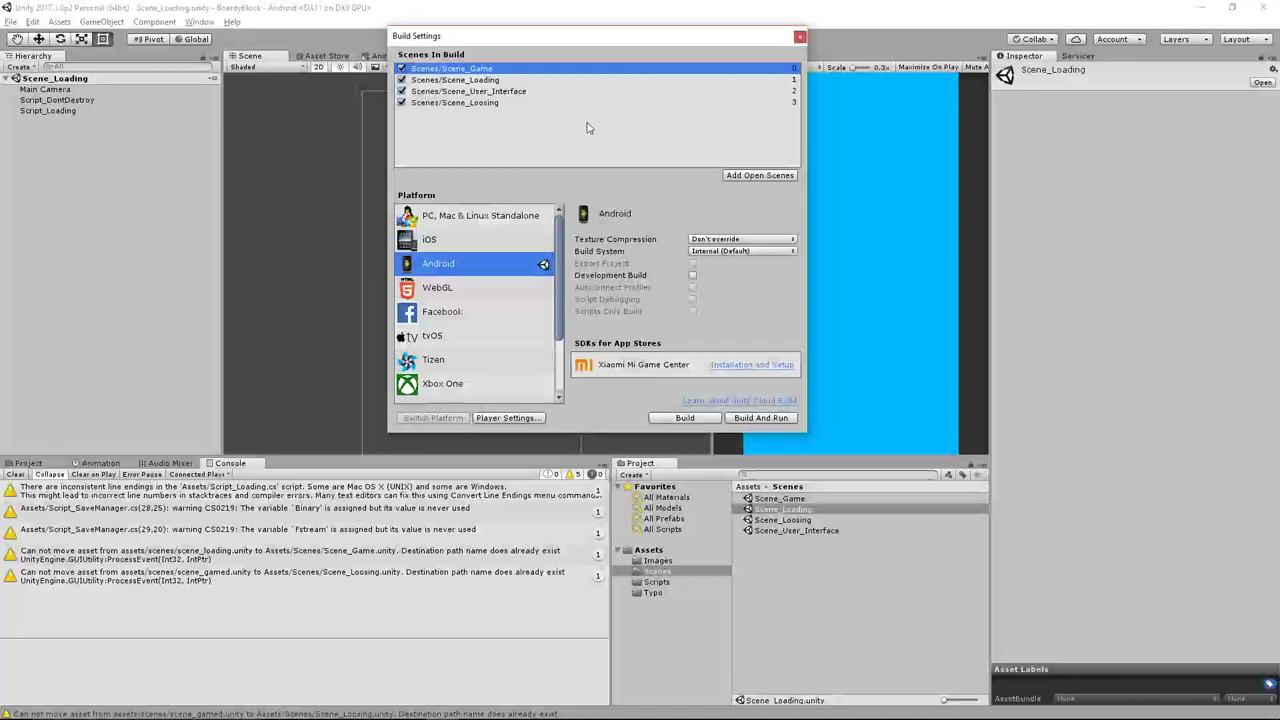 Unity 2017.1.0p2 Personal (64bit) - Scene_Loading.unity - BoerdyBlock - Android <DX11 on DX9 GPU>
File Edit Assets GameObject Component Window Help
Pivot Global Collab Account Layers Layout
Hierarchy
Create All
Scene_Loading
Main Camera
Script_DontDestroy
Script_Loading
Scene Asset Store
Shaded 2D
Scale 0.3x Maximize On Play Mute A
Build Settings
Scenes In Build
Scenes/Scene_Game 0
Scenes/Scene_Loading 1
Scenes/Scene_User_Interface 2
Scenes/Scene_Loosing 3
Add Open Scenes
Platform
PC, Mac & Linux Standalone
iOS
Android
WebGL
Facebook
tvOS
Tizen
Xbox One
Android
Texture Compression Don't override
Build System Internal (Default)
Export Project
Development Build
Autoconnect Profiler
Script Debugging
Scripts Only Build
SDKs for App Stores
Xiaomi Mi Game Center Installation and Setup
Learn about Unity Cloud Build
Switch Platform Player Settings... Build Build And Run
Inspector Services
Scene_Loading
Open
Project Animation Audio Mixer Console
Clear Collapse Clear on Play Error Pause Connected Play 0 5 0
There are inconsistent line endings in the 'Assets/Script_Loading.cs' script. Some are Mac OS X (UNIX) and some are Windows.
This might lead to incorrect line numbers in stacktraces and compiler errors. Many text editors can fix this using Convert Line Endings menu command 1
Assets/Script_SaveManager.cs(28,25): warning CS0219: The variable `Binary' is assigned but its value is never used 1
Assets/Script_SaveManager.cs(29,20): warning CS0219: The variable `Fstream' is assigned but its value is never used 1
Can not move asset from assets/scenes/scene_loading.unity to Assets/Scenes/Scene_Game.unity. Destination path name does already exist
UnityEngine.GUIUtility:ProcessEvent(Int32, IntPtr) 1
Can not move asset from assets/scenes/scene_gamed.unity to Assets/Scenes/Scene_Loosing.unity. Destination path name does already exist
UnityEngine.GUIUtility:ProcessEvent(Int32, IntPtr) 1
Project
Create
Favorites
All Materials
All Models
All Prefabs
All Scripts
Assets
Images
Scenes
Scripts
Typo
Assets Scenes
Scene_Game
Scene_Loading
Scene_Loosing
Scene_User_Interface
Scene_Loading.unity
Asset Labels
AssetBundle None None
Can not move asset from assets/scenes/scene_gamed.unity to Assets/Scenes/Scene_Loosing.unity. Destination path name does already exist